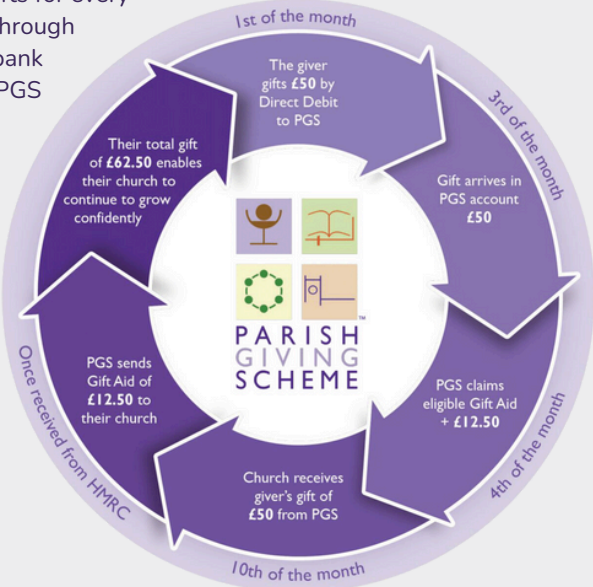 fts for every
through
bank
PGS
1st of the month
The giver
gifts £50 by
Direct Debit
to PGS
3rd of the month
Gift arrives in
PGS account
£50
PGS claims
eligible Gift Aid
+ £12.50
4th of the month
Church receives
giver's gift of
£50 from PGS
10th of the month
PGS sends
Gift Aid of
£12.50 to
their church
Once received from HMRC
Their total gift
of £62.50 enables
their church to
continue to grow
confidently
PARISH
GIVING
SCHEME
TM